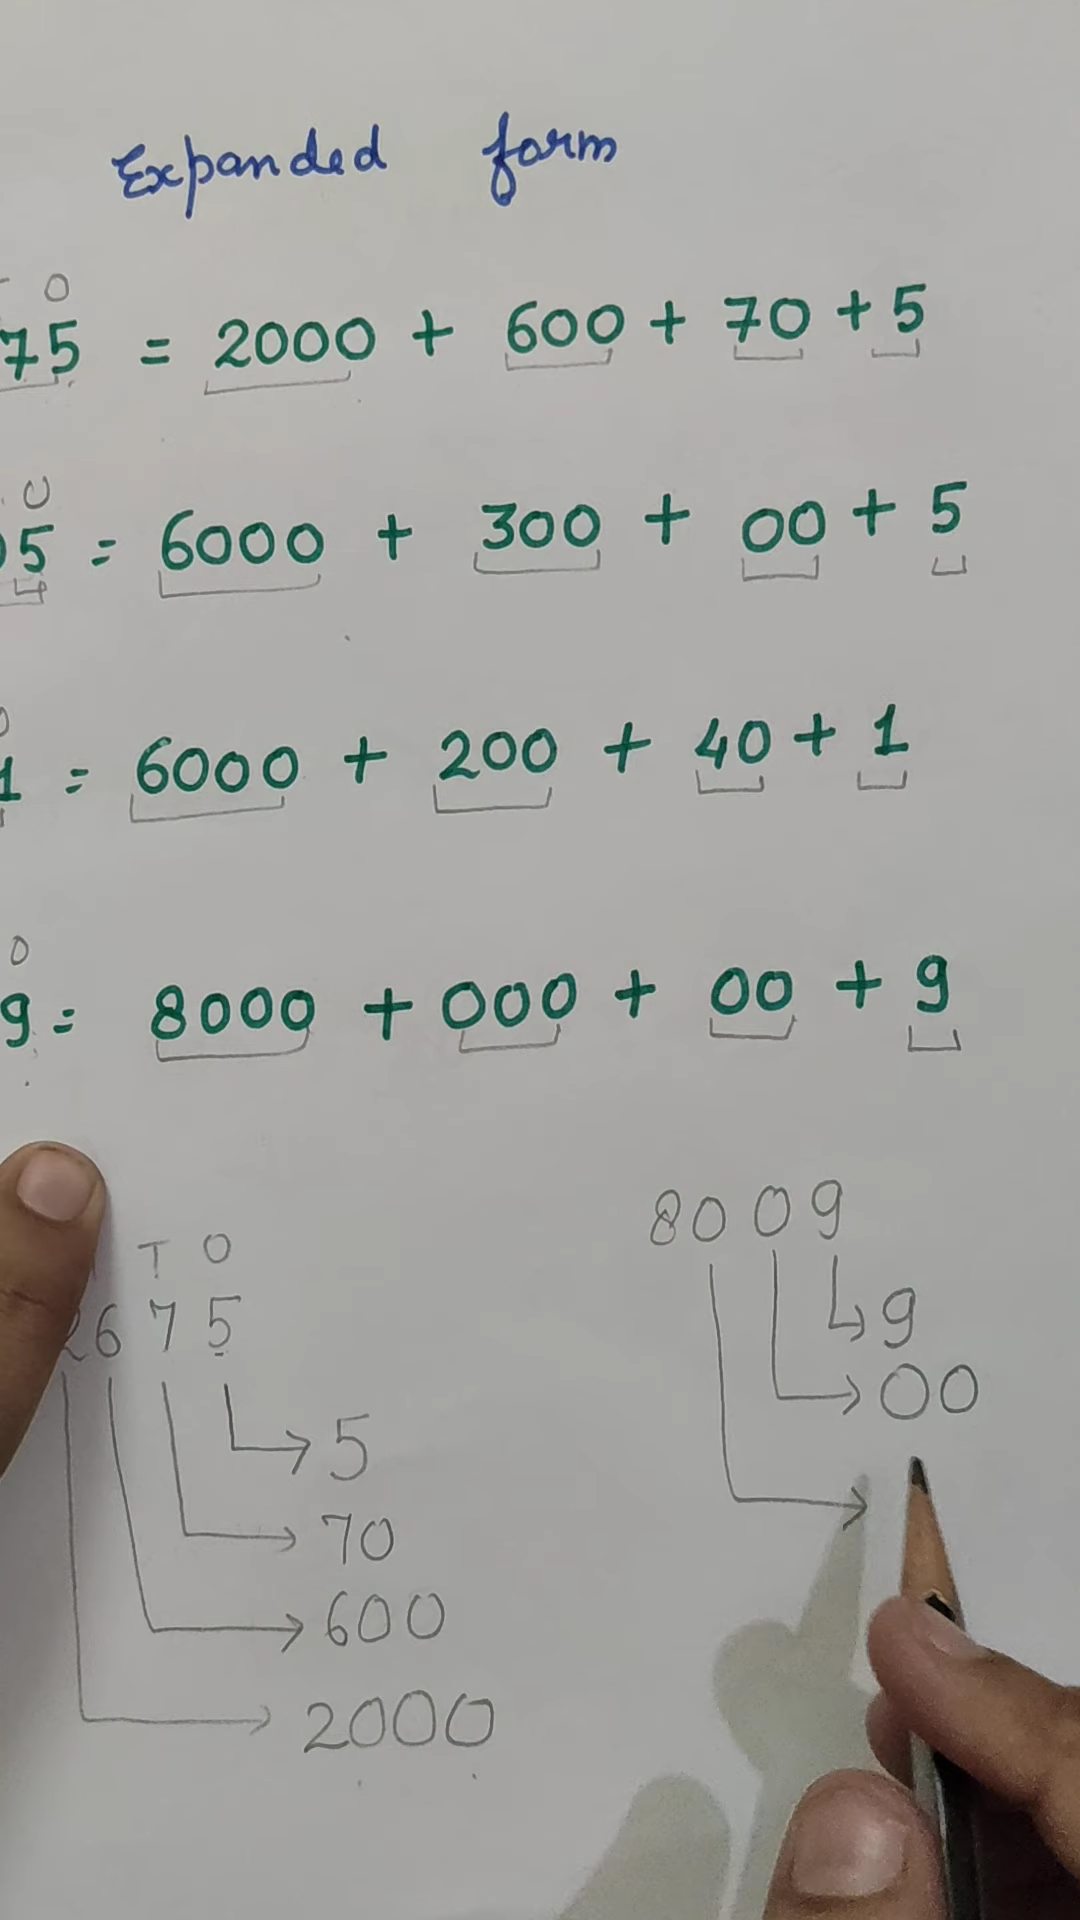 Expanded form
O
75 = 2000 + 600 + 70 + 5
O
5 = 6000 + 300 + 00 + 5
1 = 6000 + 200 + 40 + 1
O
9 = 8000 + 000 + 00 + 9
T O
2675
5
70
600
2000
8009
9
00